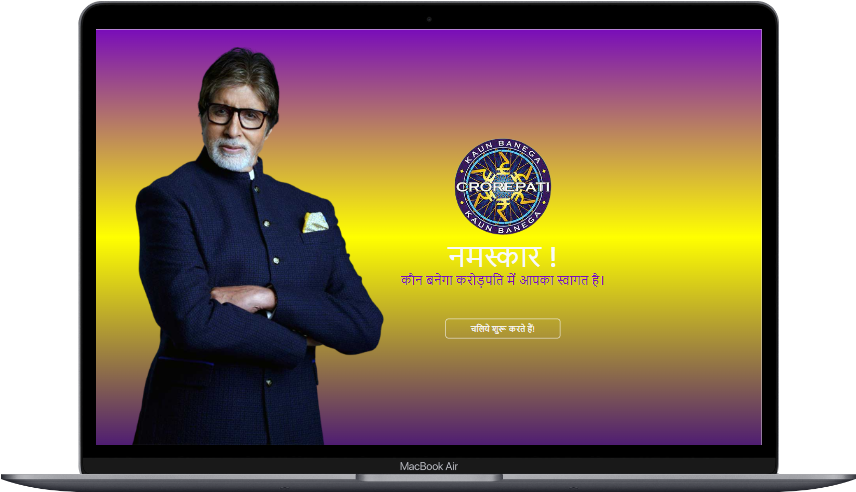 KAUN BANEGA
CROREPATI
KAUN BANEGA
नमस्कार !
कौन बनेगा करोड़पति में आपका स्वागत है।
चलिये शुरू करते हैं!
MacBook Air